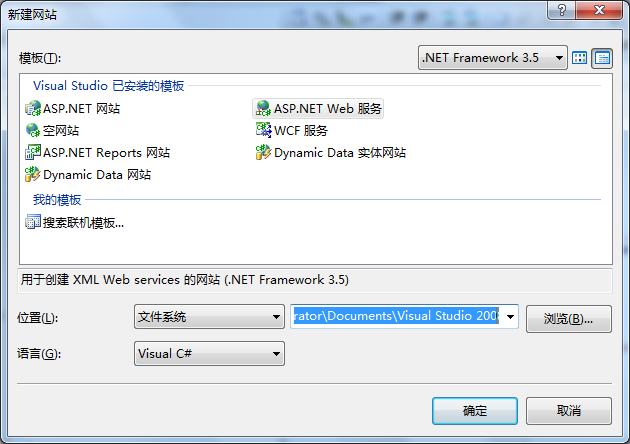 新建网站
模板(T):
.NET Framework 3.5
Visual Studio 已安装的模板
ASP.NET 网站
ASP.NET Web 服务
空网站
WCF 服务
ASP.NET Reports 网站
Dynamic Data 实体网站
Dynamic Data 网站
我的模板
搜索联机模板...
用于创建 XML Web services 的网站 (.NET Framework 3.5)
位置(L):
文件系统
rator\Documents\Visual Studio 200
浏览(B)...
语言(G):
Visual C#
确定
取消